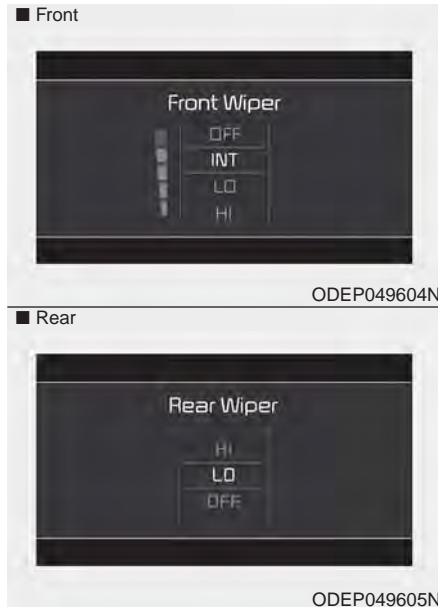 ■ Front
Front Wiper
OFF
INT
LO
HI
ODEP049604N
■ Rear
Rear Wiper
HI
LO
OFF
ODEP049605N